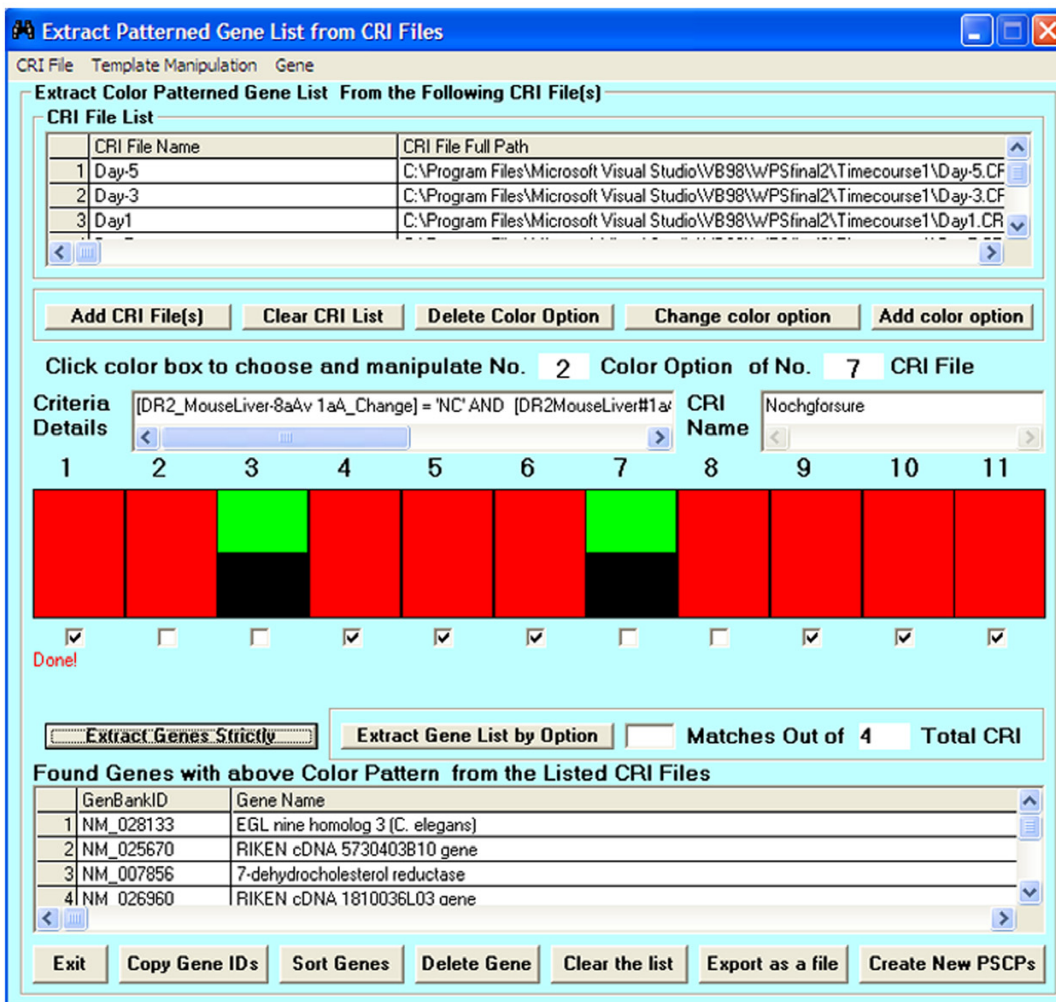 Extract Patterned Gene List from CRI Files
CRI File Template Manipulation Gene
Extract Color Patterned Gene List From the Following CRI File(s)
CRI File List
CRI File Name CRI File Full Path
1 Day-5 C:\Program Files\Microsoft Visual Studio\VB98\WPSfinal2\Timecourse1\Day-5.CF
2 Day-3 C:\Program Files\Microsoft Visual Studio\VB98\WPSfinal2\Timecourse1\Day-3.CF
3 Day1 C:\Program Files\Microsoft Visual Studio\VB98\WPSfinal2\Timecourse1\Day1.CR
Add CRI File(s) Clear CRI List Delete Color Option Change color option Add color option
Click color box to choose and manipulate No. 2 Color Option of No. 7 CRI File
Criteria Details [DR2_MouseLiver-8aAv 1aA_Change] = 'NC' AND [DR2MouseLiver#1aA CRI Name Nochgforsure
1 2 3 4 5 6 7 8 9 10 11
Done!
Extract Genes Strictly Extract Gene List by Option Matches Out of 4 Total CRI
Found Genes with above Color Pattern from the Listed CRI Files
GenBankID Gene Name
1 NM_028133 EGL nine homolog 3 (C. elegans)
2 NM_025670 RIKEN cDNA 5730403B10 gene
3 NM_007856 7-dehydrocholesterol reductase
4 NM_026960 RIKEN cDNA 1810036L03 gene
Exit Copy Gene IDs Sort Genes Delete Gene Clear the list Export as a file Create New PSCPs